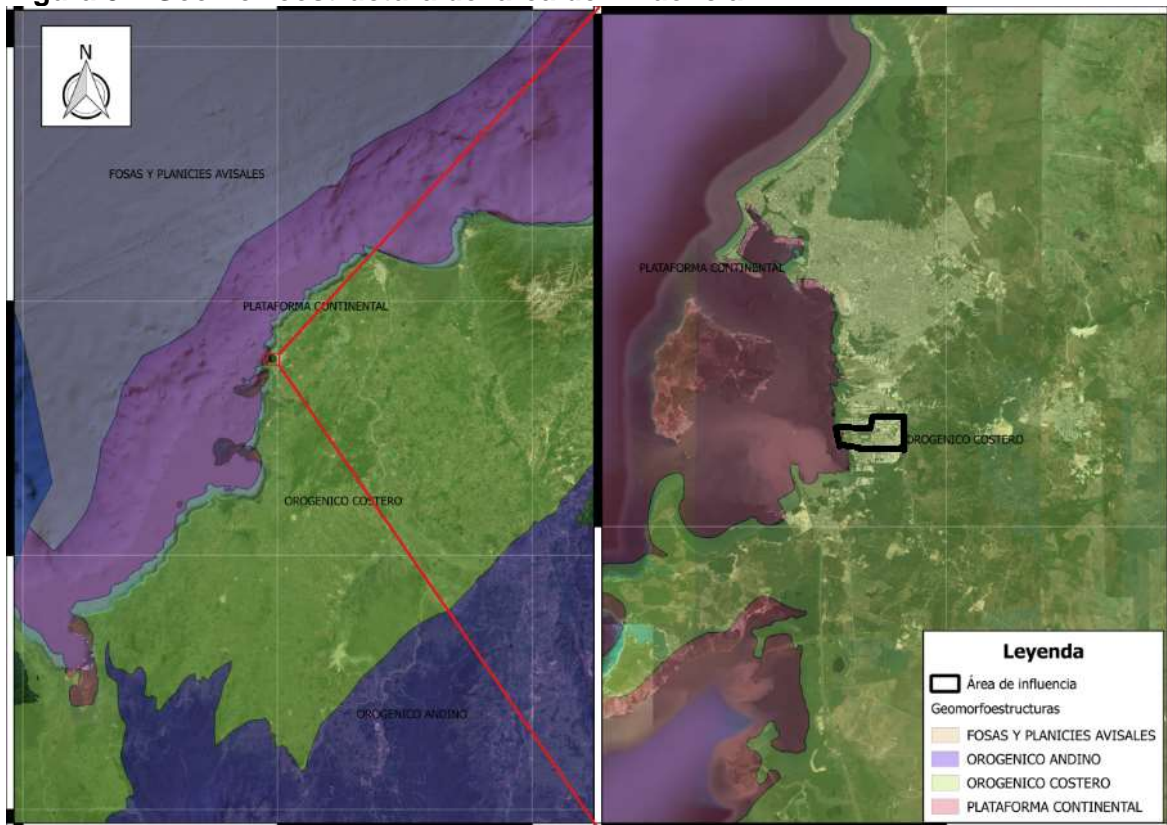 N
FOSAS Y PLANICIES AVISALES
PLATAFORMA CONTINENTAL
OROGENICO COSTERO
OROGENICO ANDINO
PLATAFORMA CONTINENTAL
OROGENICO COSTERO
Leyenda
Área de influencia
Geomorfoestructuras
FOSAS Y PLANICIES AVISALES
OROGENICO ANDINO
OROGENICO COSTERO
PLATAFORMA CONTINENTAL